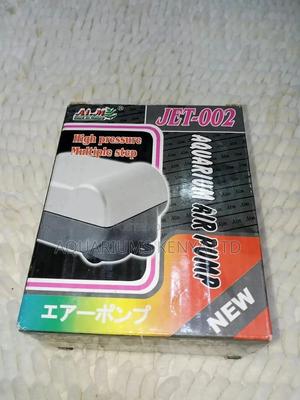 JET-002
High pressure
Multiple step
AQUARIUM AIR PUMP
AQUARIUMS KENYA LTD
エアーポンプ
NEW